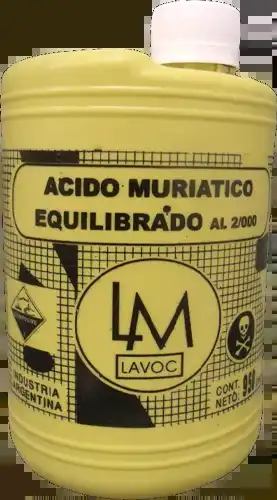 ACIDO MURIATICO
EQUILIBRADO AL 2/000
LM
LAVOC
INDUSTRIA
ARGENTINA
CONT.
NETO: